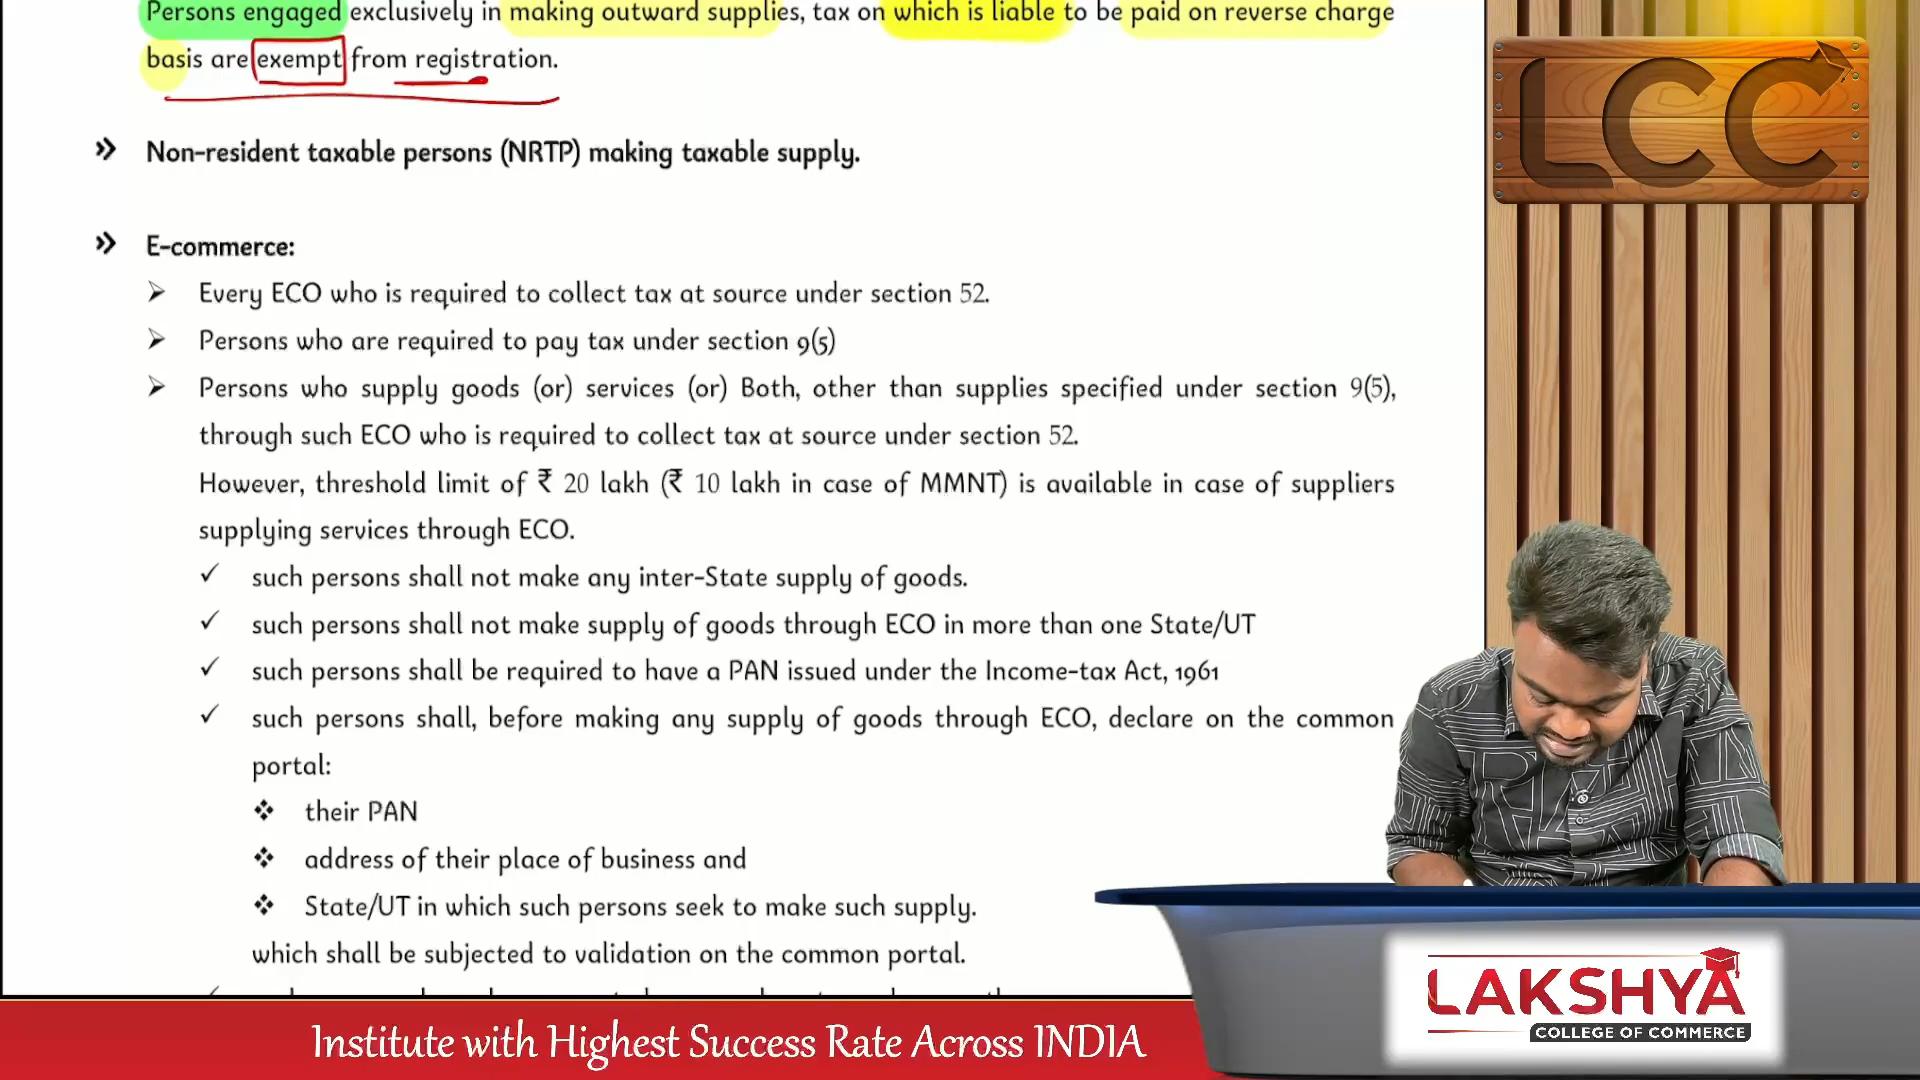 Persons engaged exclusively in making outward supplies, tax on which is liable to be paid on reverse charge
basis are exempt from registration.
» Non-resident taxable persons (NRTP) making taxable supply.
» E-commerce:
➢ Every ECO who is required to collect tax at source under section 52.
➢ Persons who are required to pay tax under section 9(5)
➢ Persons who supply goods (or) services (or) Both, other than supplies specified under section 9(5),
through such ECO who is required to collect tax at source under section 52.
However, threshold limit of ₹ 20 lakh (₹ 10 lakh in case of MMNT) is available in case of suppliers
supplying services through ECO.
✓ such persons shall not make any inter-State supply of goods.
✓ such persons shall not make supply of goods through ECO in more than one State/UT
✓ such persons shall be required to have a PAN issued under the Income-tax Act, 1961
✓ such persons shall, before making any supply of goods through ECO, declare on the common
portal:
❖ their PAN
❖ address of their place of business and
❖ State/UT in which such persons seek to make such supply.
which shall be subjected to validation on the common portal.
LCC
LAKSHYA
COLLEGE OF COMMERCE
Institute with Highest Success Rate Across INDIA